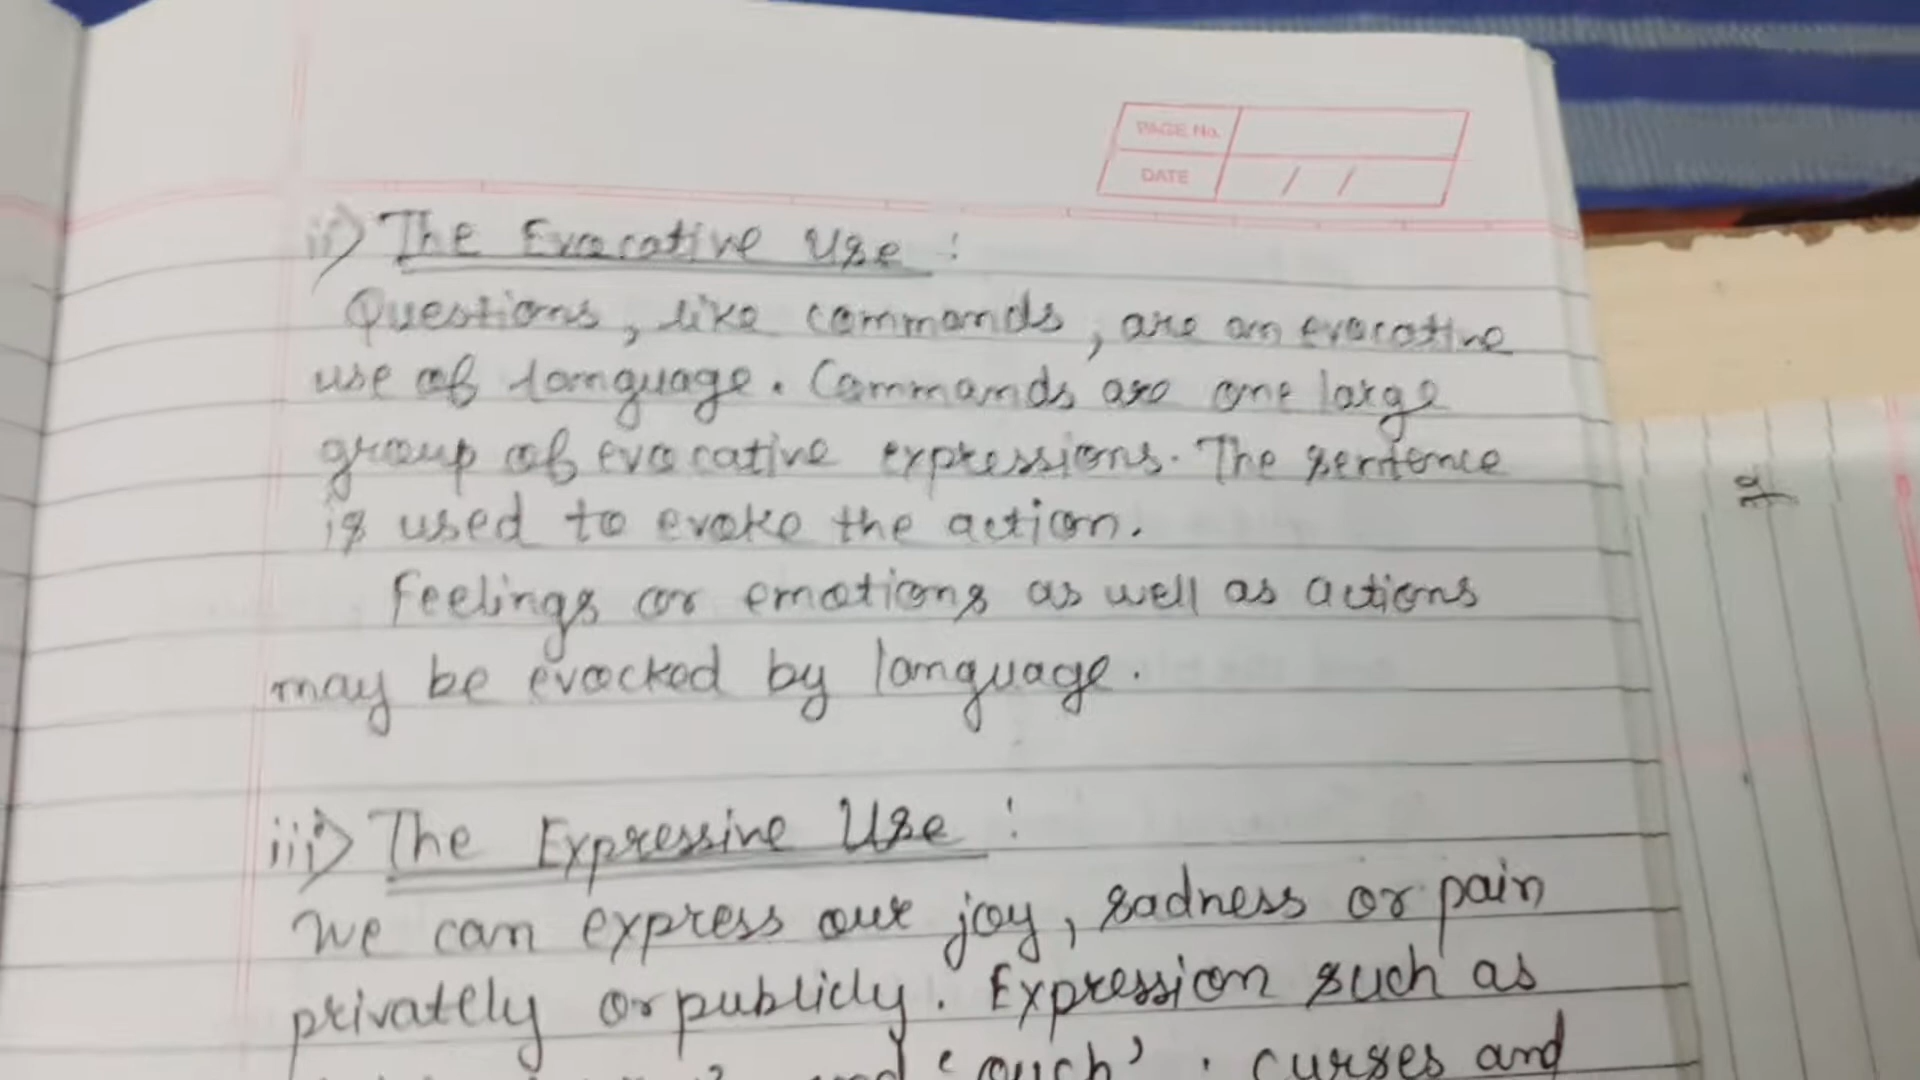 PAGE No.
DATE / /
ii) The Evocative Use :
Questions, like commands, are an evocative
use of language. Commands are one large
group of evocative expressions. The sentence
is used to evoke the action.
Feelings or emotions as well as actions
may be evocked by language.
iii) The Expressive Use :
We can express our joy, sadness or pain
privately or publicly. Expression such as
'ouch'. curses and